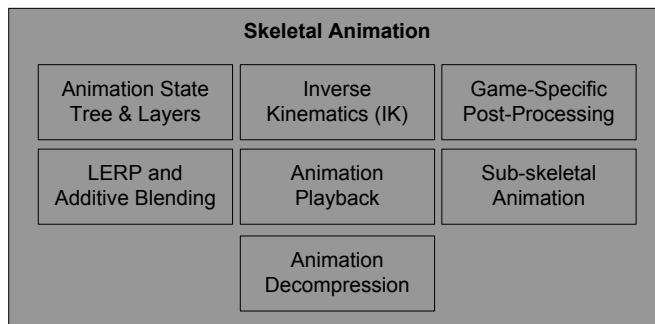 Skeletal Animation
Animation State
Tree & Layers
Inverse
Kinematics (IK)
Game-Specific
Post-Processing
LERP and
Additive Blending
Animation
Playback
Sub-skeletal
Animation
Animation
Decompression